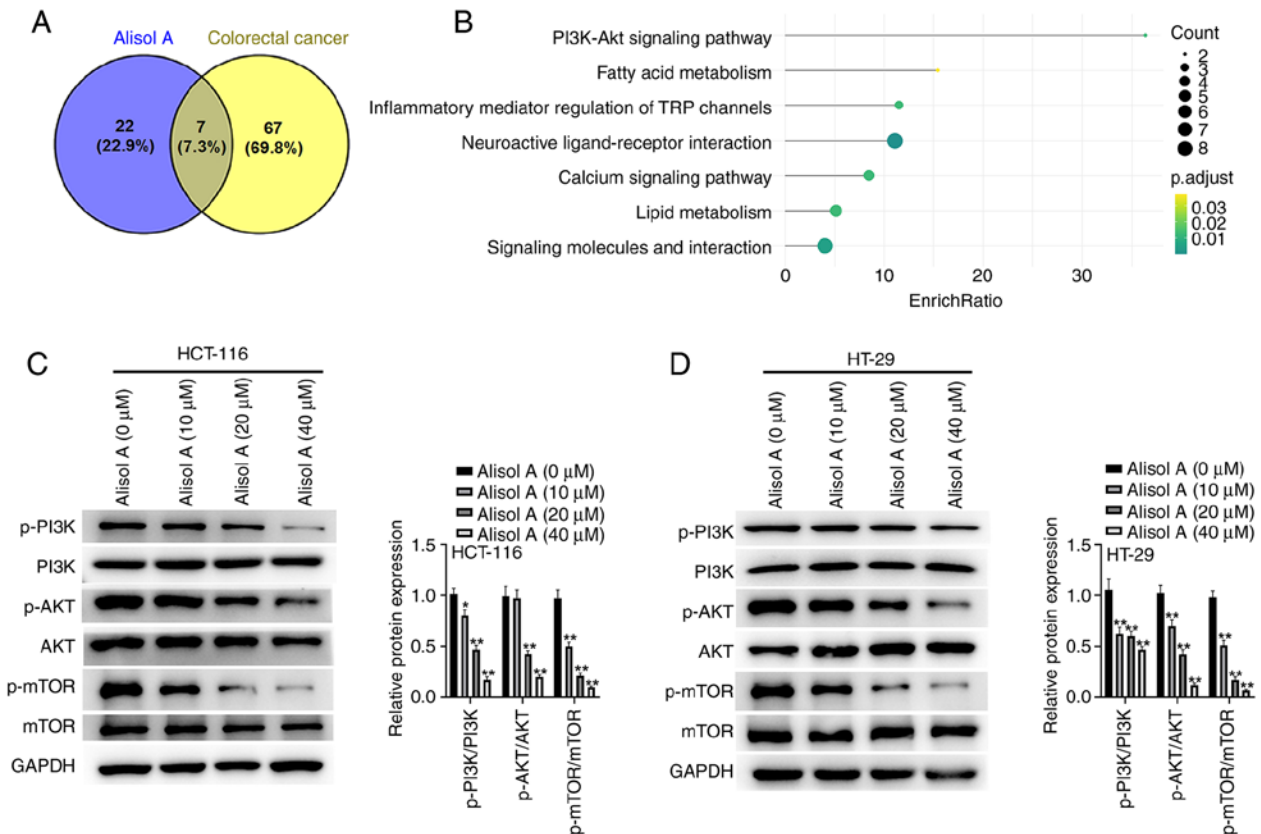 A
Alisol A
Colorectal cancer
22
(22.9%)
7
(7.3%)
67
(69.8%)
B
PI3K-Akt signaling pathway
Fatty acid metabolism
Inflammatory mediator regulation of TRP channels
Neuroactive ligand-receptor interaction
Calcium signaling pathway
Lipid metabolism
Signaling molecules and interaction
0
10
20
30
EnrichRatio
Count
2
3
4
5
6
7
8
p.adjust
0.03
0.02
0.01
C
HCT-116
Alisol A (0 µM)
Alisol A (10 µM)
Alisol A (20 µM)
Alisol A (40 µM)
p-PI3K
PI3K
p-AKT
AKT
p-mTOR
mTOR
GAPDH
Alisol A (0 µM)
Alisol A (10 µM)
Alisol A (20 µM)
Alisol A (40 µM)
HCT-116
Relative protein expression
1.5
1.0
0.5
0.0
*
**
**
**
**
**
**
**
p-PI3K/PI3K
p-AKT/AKT
p-mTOR/mTOR
D
HT-29
Alisol A (0 µM)
Alisol A (10 µM)
Alisol A (20 µM)
Alisol A (40 µM)
p-PI3K
PI3K
p-AKT
AKT
p-mTOR
mTOR
GAPDH
Alisol A (0 µM)
Alisol A (10 µM)
Alisol A (20 µM)
Alisol A (40 µM)
HT-29
Relative protein expression
1.5
1.0
0.5
0.0
**
**
**
**
**
**
**
**
**
p-PI3K/PI3K
p-AKT/AKT
p-mTOR/mTOR